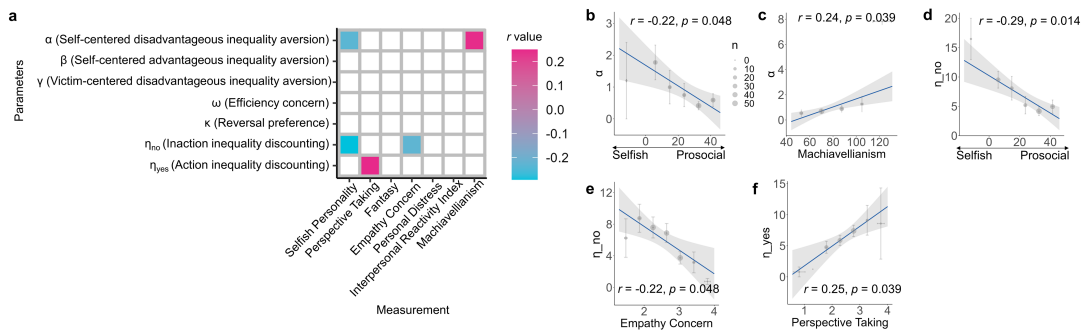 a
Parameters
α (Self-centered disadvantageous inequality aversion)
β (Self-centered advantageous inequality aversion)
γ (Victim-centered disadvantageous inequality aversion)
ω (Efficiency concern)
κ (Reversal preference)
ηno (Inaction inequality discounting)
ηyes (Action inequality discounting)
Selfish Personality
Perspective Taking
Fantasy
Empathy Concern
Personal Distress
Interpersonal Reactivity Index
Machiavellianism
Measurement
r value
0.2
0.1
0.0
-0.1
-0.2
b
r = -0.22, p = 0.048
α
3
2
1
0
0 20 40
Selfish Prosocial
n
0
10
20
30
40
50
c
r = 0.24, p = 0.039
α
8
6
4
2
0
40 60 80 100 120
Machiavellianism
d
r = -0.29, p = 0.014
η_no
20
15
10
5
0
0 20 40
Selfish Prosocial
e
η_no
12
8
4
0
r = -0.22, p = 0.048
2 3 4
Empathy Concern
f
η_yes
15
10
5
0
r = 0.25, p = 0.039
1 2 3 4
Perspective Taking